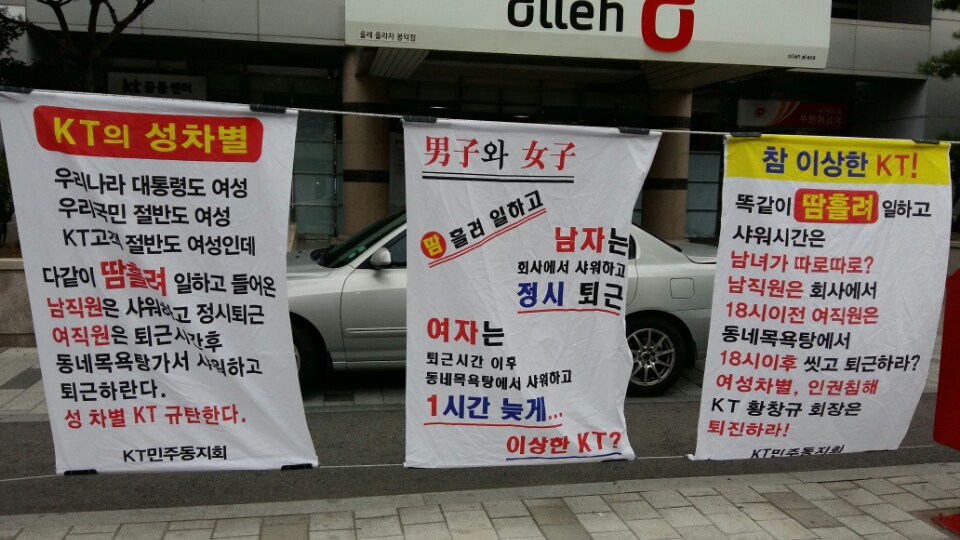 olleh
올레 플라자 봉덕점
olleh plaza
kt 꿈품센터
KT의 성차별
우리나라 대통령도 여성
우리국민 절반도 여성
KT고객 절반도 여성인데
다같이 땀흘려 일하고 들어온
남직원은 샤워하고 정시퇴근
여직원은 퇴근시간후
동네목욕탕가서 샤워하고
퇴근하란다.
성 차별 KT 규탄한다.
KT민주동지회
男子와 女子
땀 흘려 일하고
남자는
회사에서 샤워하고
정시 퇴근
여자는
퇴근시간 이후
동네목욕탕에서 샤워하고
1시간 늦게...
이상한 KT?
참 이상한 KT!
똑같이 땀흘려 일하고
샤워시간은
남녀가 따로따로?
남직원은 회사에서
18시이전 여직원은
동네목욕탕에서
18시이후 씻고 퇴근하라?
여성차별, 인권침해
KT 황창규 회장은
퇴진하라!
KT민주동지회